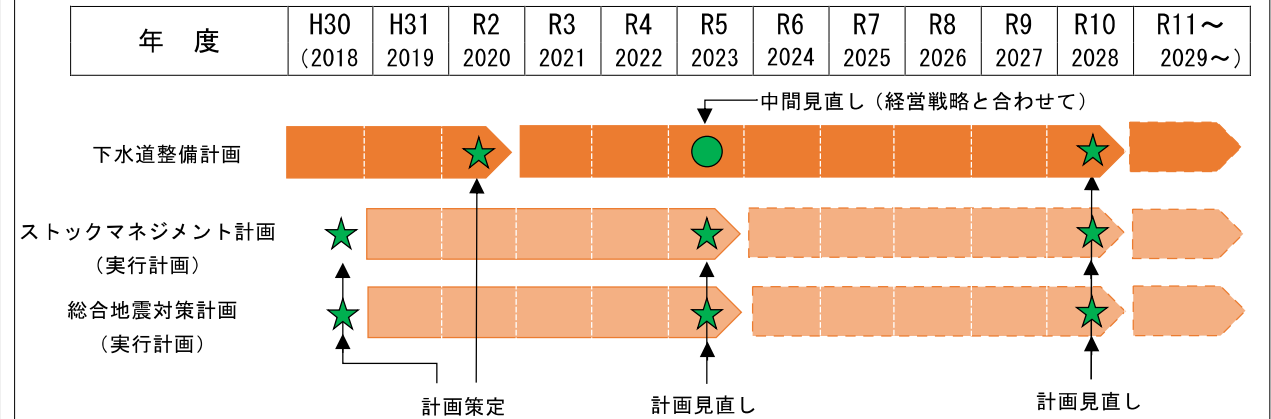 年 度 H30 H31 R2 R3 R4 R5 R6 R7 R8 R9 R10 R11～
（2018 2019 2020 2021 2022 2023 2024 2025 2026 2027 2028 2029～）
中間見直し（経営戦略と合わせて）
下水道整備計画
ストックマネジメント計画
（実行計画）
総合地震対策計画
（実行計画）
計画策定 計画見直し 計画見直し